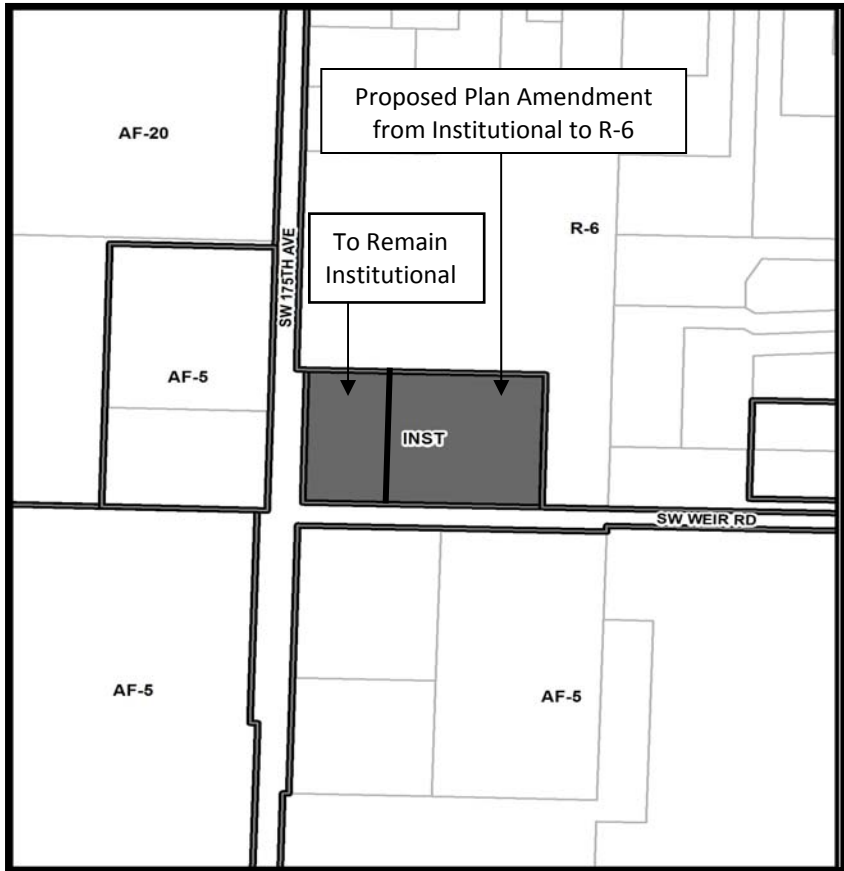 Proposed Plan Amendment
from Institutional to R-6
AF-20
R-6
To Remain
Institutional
SW 175TH AVE
AF-5
INST
SW WEIR RD
AF-5
AF-5